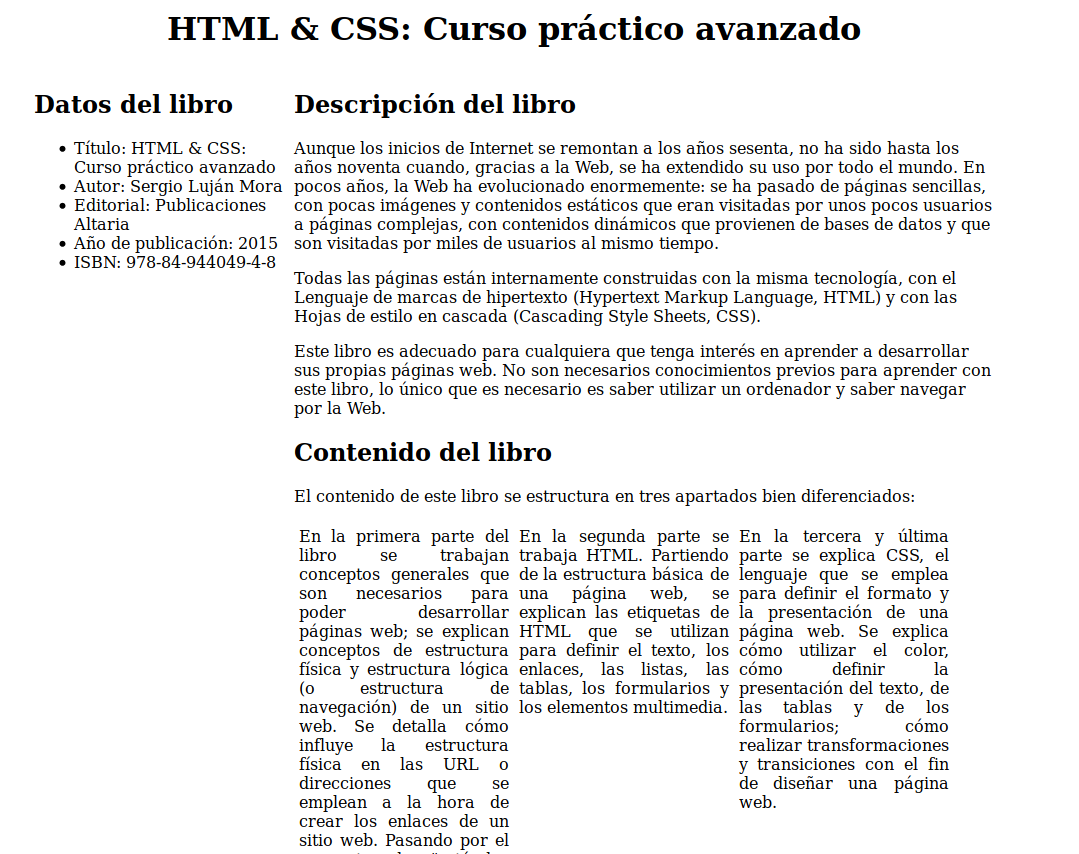 HTML & CSS: Curso práctico avanzado
Datos del libro
Título: HTML & CSS:
Curso práctico avanzado
Autor: Sergio Luján Mora
Editorial: Publicaciones
Altaria
Año de publicación: 2015
ISBN: 978-84-944049-4-8
Descripción del libro
Aunque los inicios de Internet se remontan a los años sesenta, no ha sido hasta los
años noventa cuando, gracias a la Web, se ha extendido su uso por todo el mundo. En
pocos años, la Web ha evolucionado enormemente: se ha pasado de páginas sencillas,
con pocas imágenes y contenidos estáticos que eran visitadas por unos pocos usuarios
a páginas complejas, con contenidos dinámicos que provienen de bases de datos y que
son visitadas por miles de usuarios al mismo tiempo.
Todas las páginas están internamente construidas con la misma tecnología, con el
Lenguaje de marcas de hipertexto (Hypertext Markup Language, HTML) y con las
Hojas de estilo en cascada (Cascading Style Sheets, CSS).
Este libro es adecuado para cualquiera que tenga interés en aprender a desarrollar
sus propias páginas web. No son necesarios conocimientos previos para aprender con
este libro, lo único que es necesario es saber utilizar un ordenador y saber navegar
por la Web.
Contenido del libro
El contenido de este libro se estructura en tres apartados bien diferenciados:
En la primera parte del
libro se trabajan
conceptos generales que
son necesarios para
poder desarrollar
páginas web; se explican
conceptos de estructura
física y estructura lógica
(o estructura de
navegación) de un sitio
web. Se detalla cómo
influye la estructura
física en las URL o
direcciones que se
emplean a la hora de
crear los enlaces de un
sitio web. Pasando por el
En la segunda parte se
trabaja HTML. Partiendo
de la estructura básica de
una página web, se
explican las etiquetas de
HTML que se utilizan
para definir el texto, los
enlaces, las listas, las
tablas, los formularios y
los elementos multimedia.
En la tercera y última
parte se explica CSS, el
lenguaje que se emplea
para definir el formato y
la presentación de una
página web. Se explica
cómo utilizar el color,
cómo definir la
presentación del texto, de
las tablas y de los
formularios; cómo
realizar transformaciones
y transiciones con el fin
de diseñar una página
web.